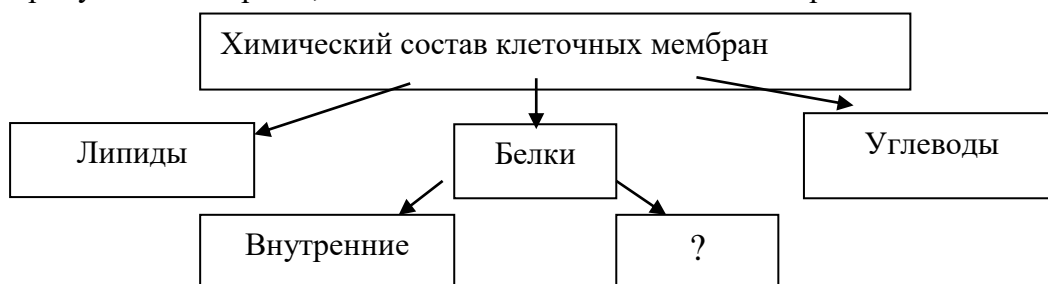 Химический состав клеточных мембран
Липиды
Белки
Углеводы
Внутренние
?